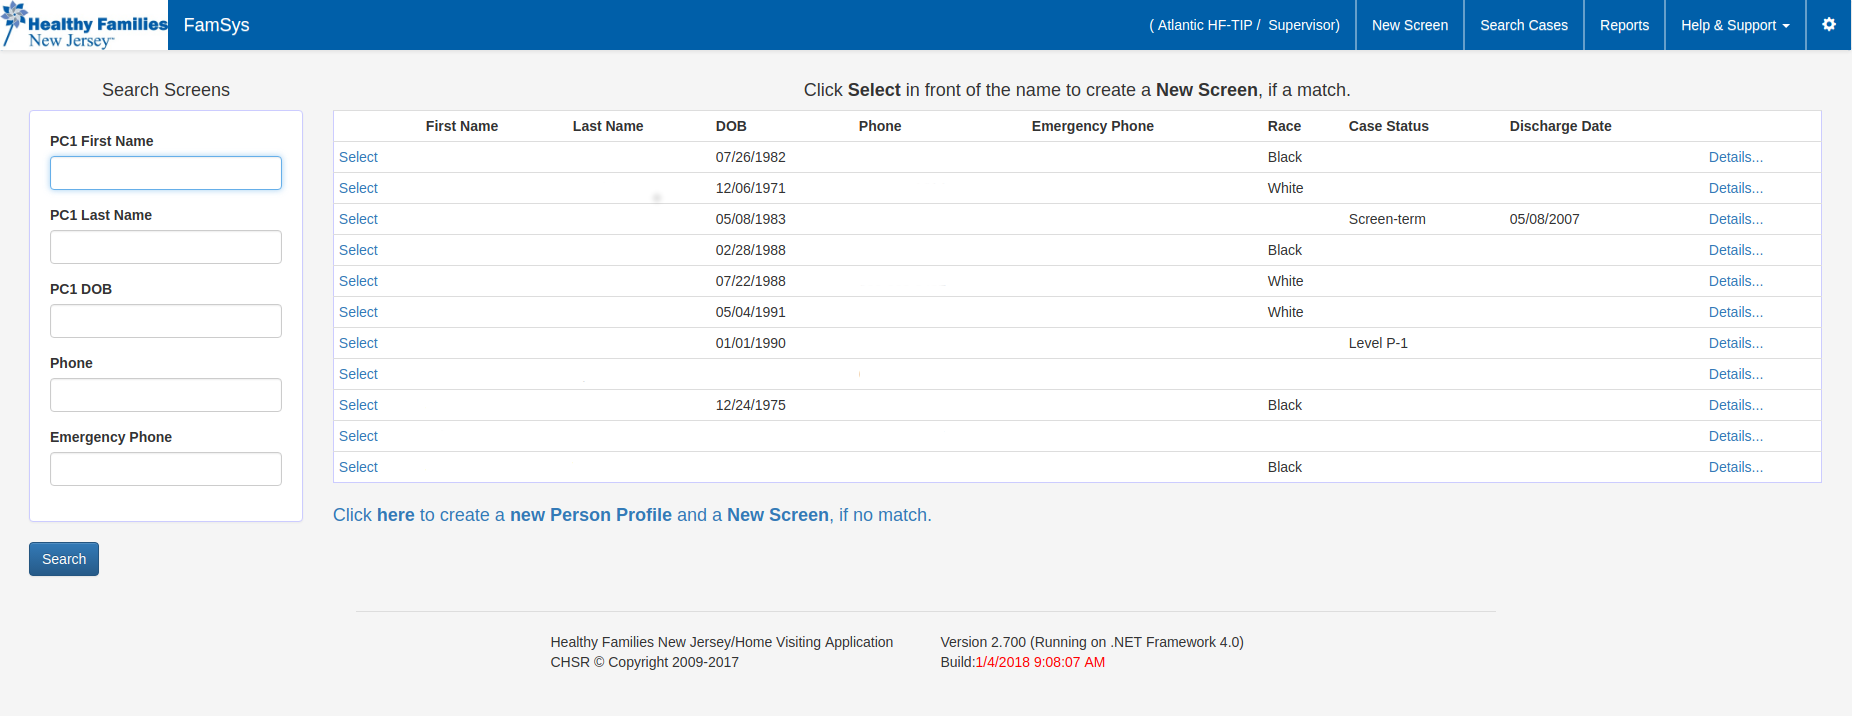 Healthy Families
New Jersey™
FamSys
( Atlantic HF-TIP / Supervisor)
New Screen
Search Cases
Reports
Help & Support
Search Screens
PC1 First Name
PC1 Last Name
PC1 DOB
Phone
Emergency Phone
Search
Click Select in front of the name to create a New Screen, if a match.
First Name Last Name DOB Phone Emergency Phone Race Case Status Discharge Date
Select 07/26/1982 Black Details...
Select 12/06/1971 White Details...
Select 05/08/1983 Screen-term 05/08/2007 Details...
Select 02/28/1988 Black Details...
Select 07/22/1988 White Details...
Select 05/04/1991 White Details...
Select 01/01/1990 Level P-1 Details...
Select Details...
Select 12/24/1975 Black Details...
Select Details...
Select Black Details...
Click here to create a new Person Profile and a New Screen, if no match.
Healthy Families New Jersey/Home Visiting Application
CHSR © Copyright 2009-2017
Version 2.700 (Running on .NET Framework 4.0)
Build:1/4/2018 9:08:07 AM